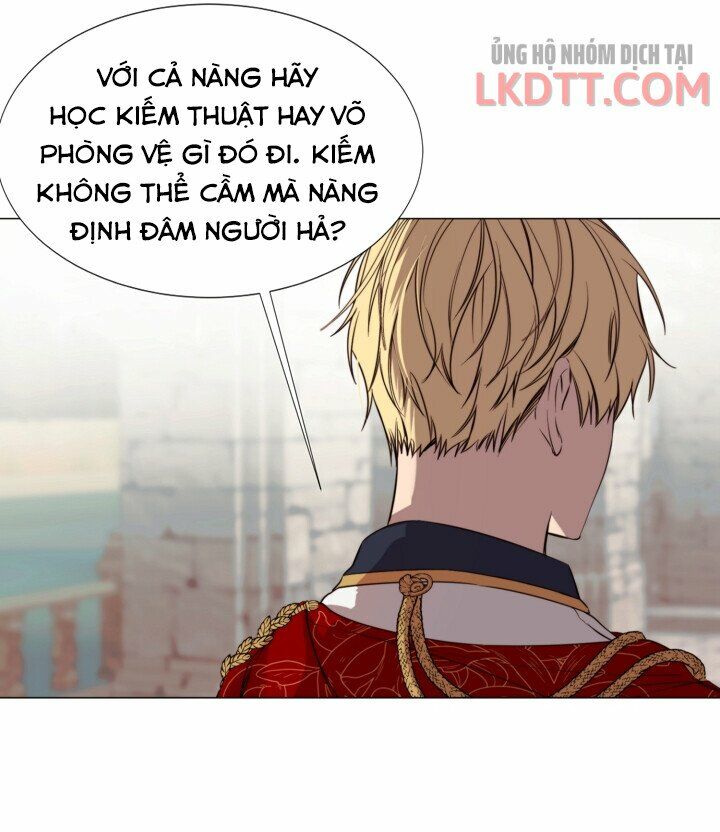 ỦNG HỘ NHÓM DỊCH TẠI
LKDTT.COM
VỚI CẢ NÀNG HÃY
HỌC KIẾM THUẬT HAY VÕ
PHÒNG VỆ GÌ ĐÓ ĐI. KIẾM
KHÔNG THỂ CẦM MÀ NÀNG
ĐỊNH ĐÂM NGƯỜI HẢ?